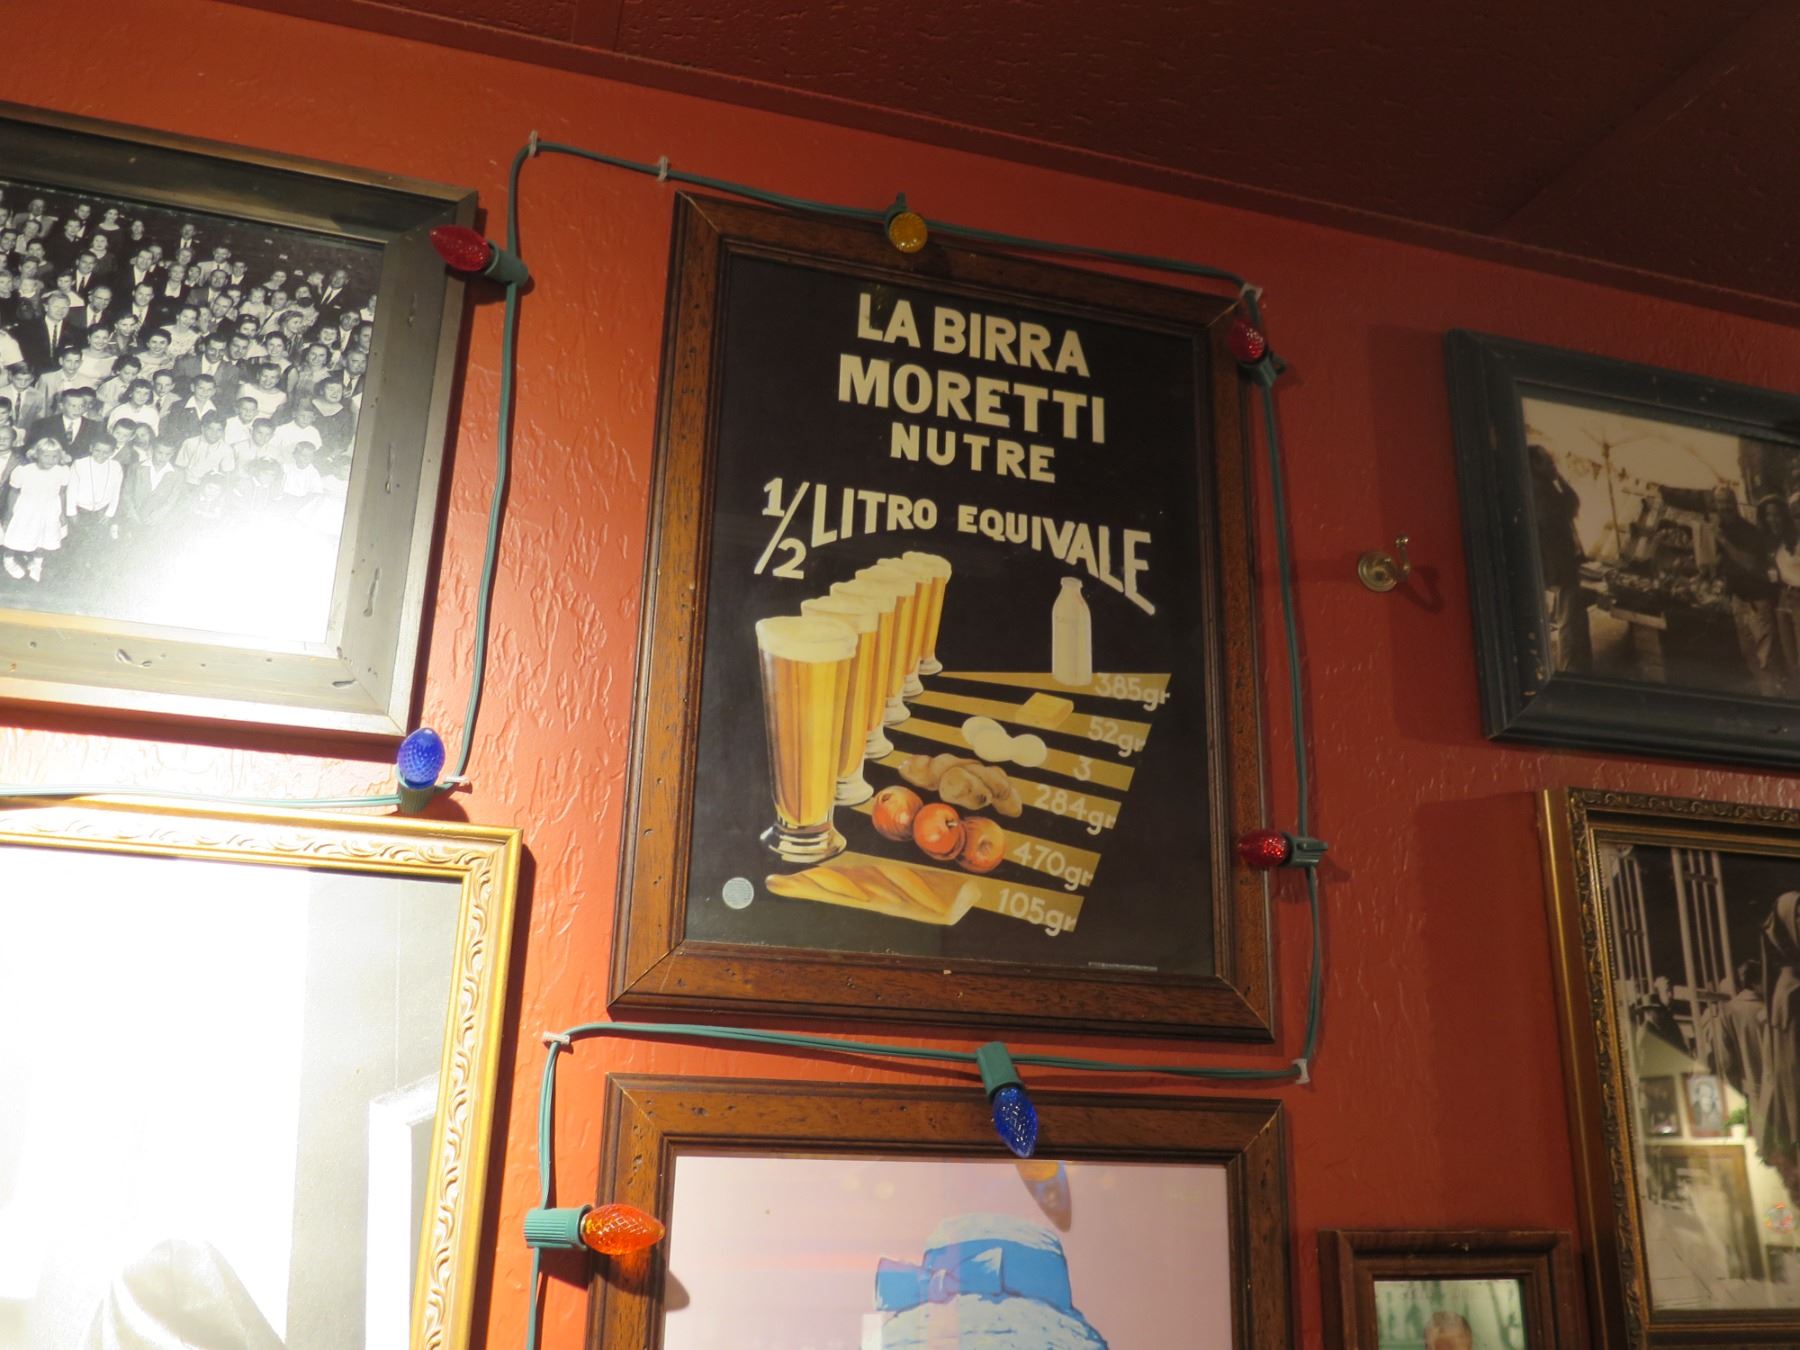 LA BIRRA
MORETTI
NUTRE
1/2 LITRO EQUIVALE
385gr
52gr
3
284gr
470gr
105gr